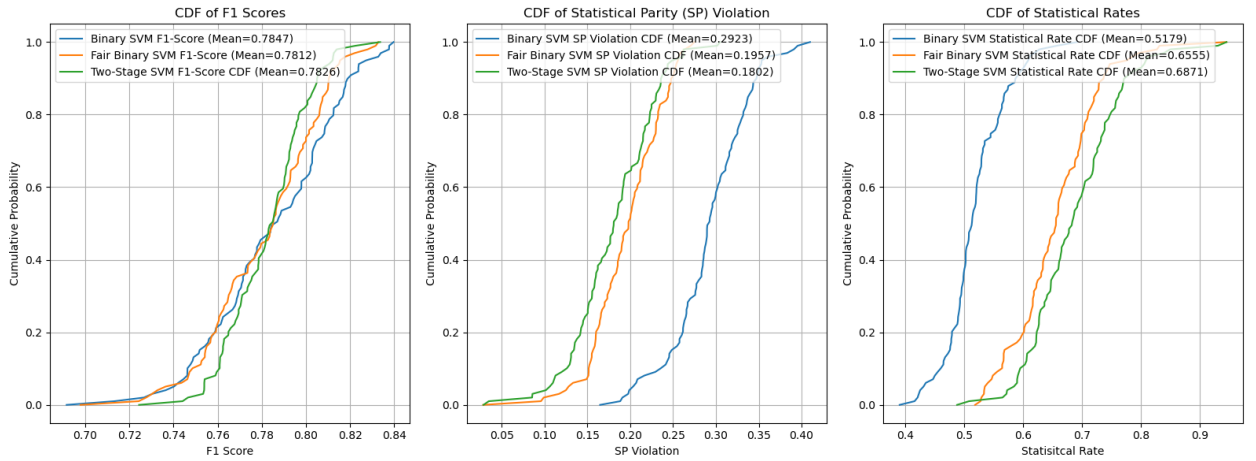 CDF of F1 Scores
Binary SVM F1-Score (Mean=0.7847)
Fair Binary SVM F1-Score (Mean=0.7812)
Two-Stage SVM F1-Score CDF (Mean=0.7826)
Cumulative Probability
1.0
0.8
0.6
0.4
0.2
0.0
0.70 0.72 0.74 0.76 0.78 0.80 0.82 0.84
F1 Score
CDF of Statistical Parity (SP) Violation
Binary SVM SP Violation CDF (Mean=0.2923)
Fair Binary SVM SP Violation CDF (Mean=0.1957)
Two-Stage SVM SP Violation CDF (Mean=0.1802)
Cumulative Probability
1.0
0.8
0.6
0.4
0.2
0.0
0.05 0.10 0.15 0.20 0.25 0.30 0.35 0.40
SP Violation
CDF of Statistical Rates
Binary SVM Statistical Rate CDF (Mean=0.5179)
Fair Binary SVM Statistical Rate CDF (Mean=0.6555)
Two-Stage SVM Statistical Rate CDF (Mean=0.6871)
Cumulative Probability
1.0
0.8
0.6
0.4
0.2
0.0
0.4 0.5 0.6 0.7 0.8 0.9
Statisitcal Rate